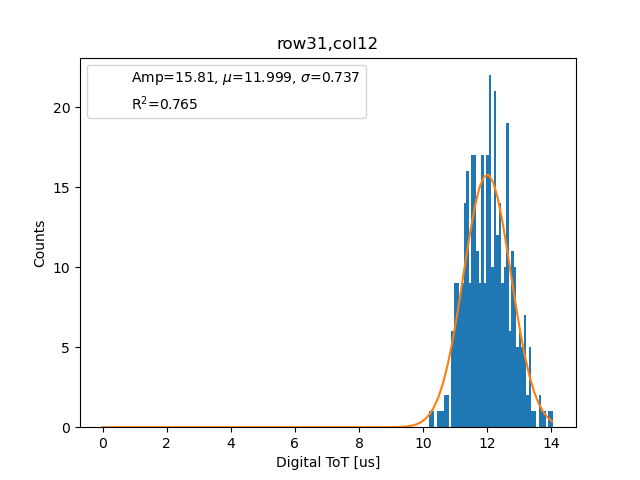 row31,col12
Amp=15.81, μ=11.999, σ=0.737
R²=0.765
Counts
20
15
10
5
0
0 2 4 6 8 10 12 14
Digital ToT [us]